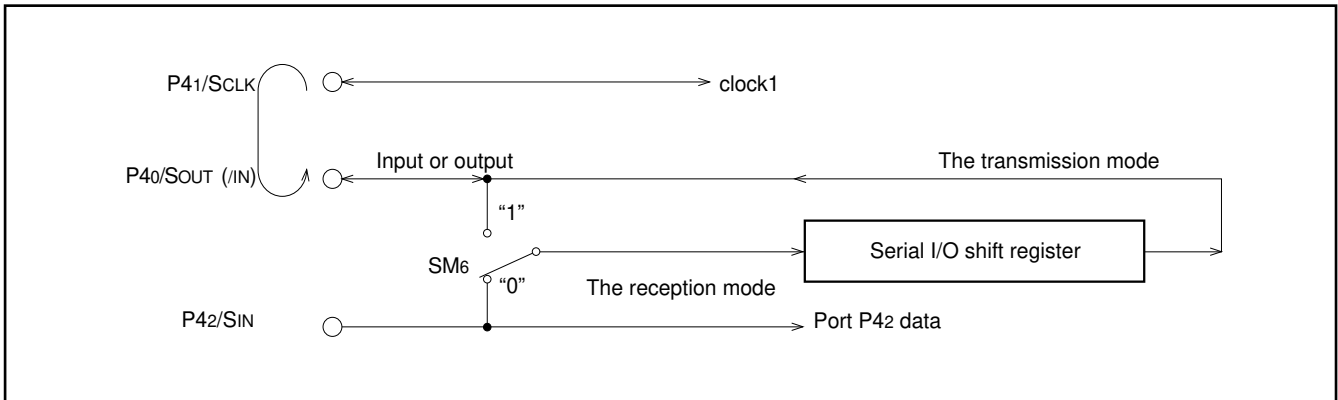 P41/SCLK
clock1
Input or output
The transmission mode
P40/SOUT (/IN)
“1”
Serial I/O shift register
SM6
“0”
The reception mode
P42/SIN
Port P42 data